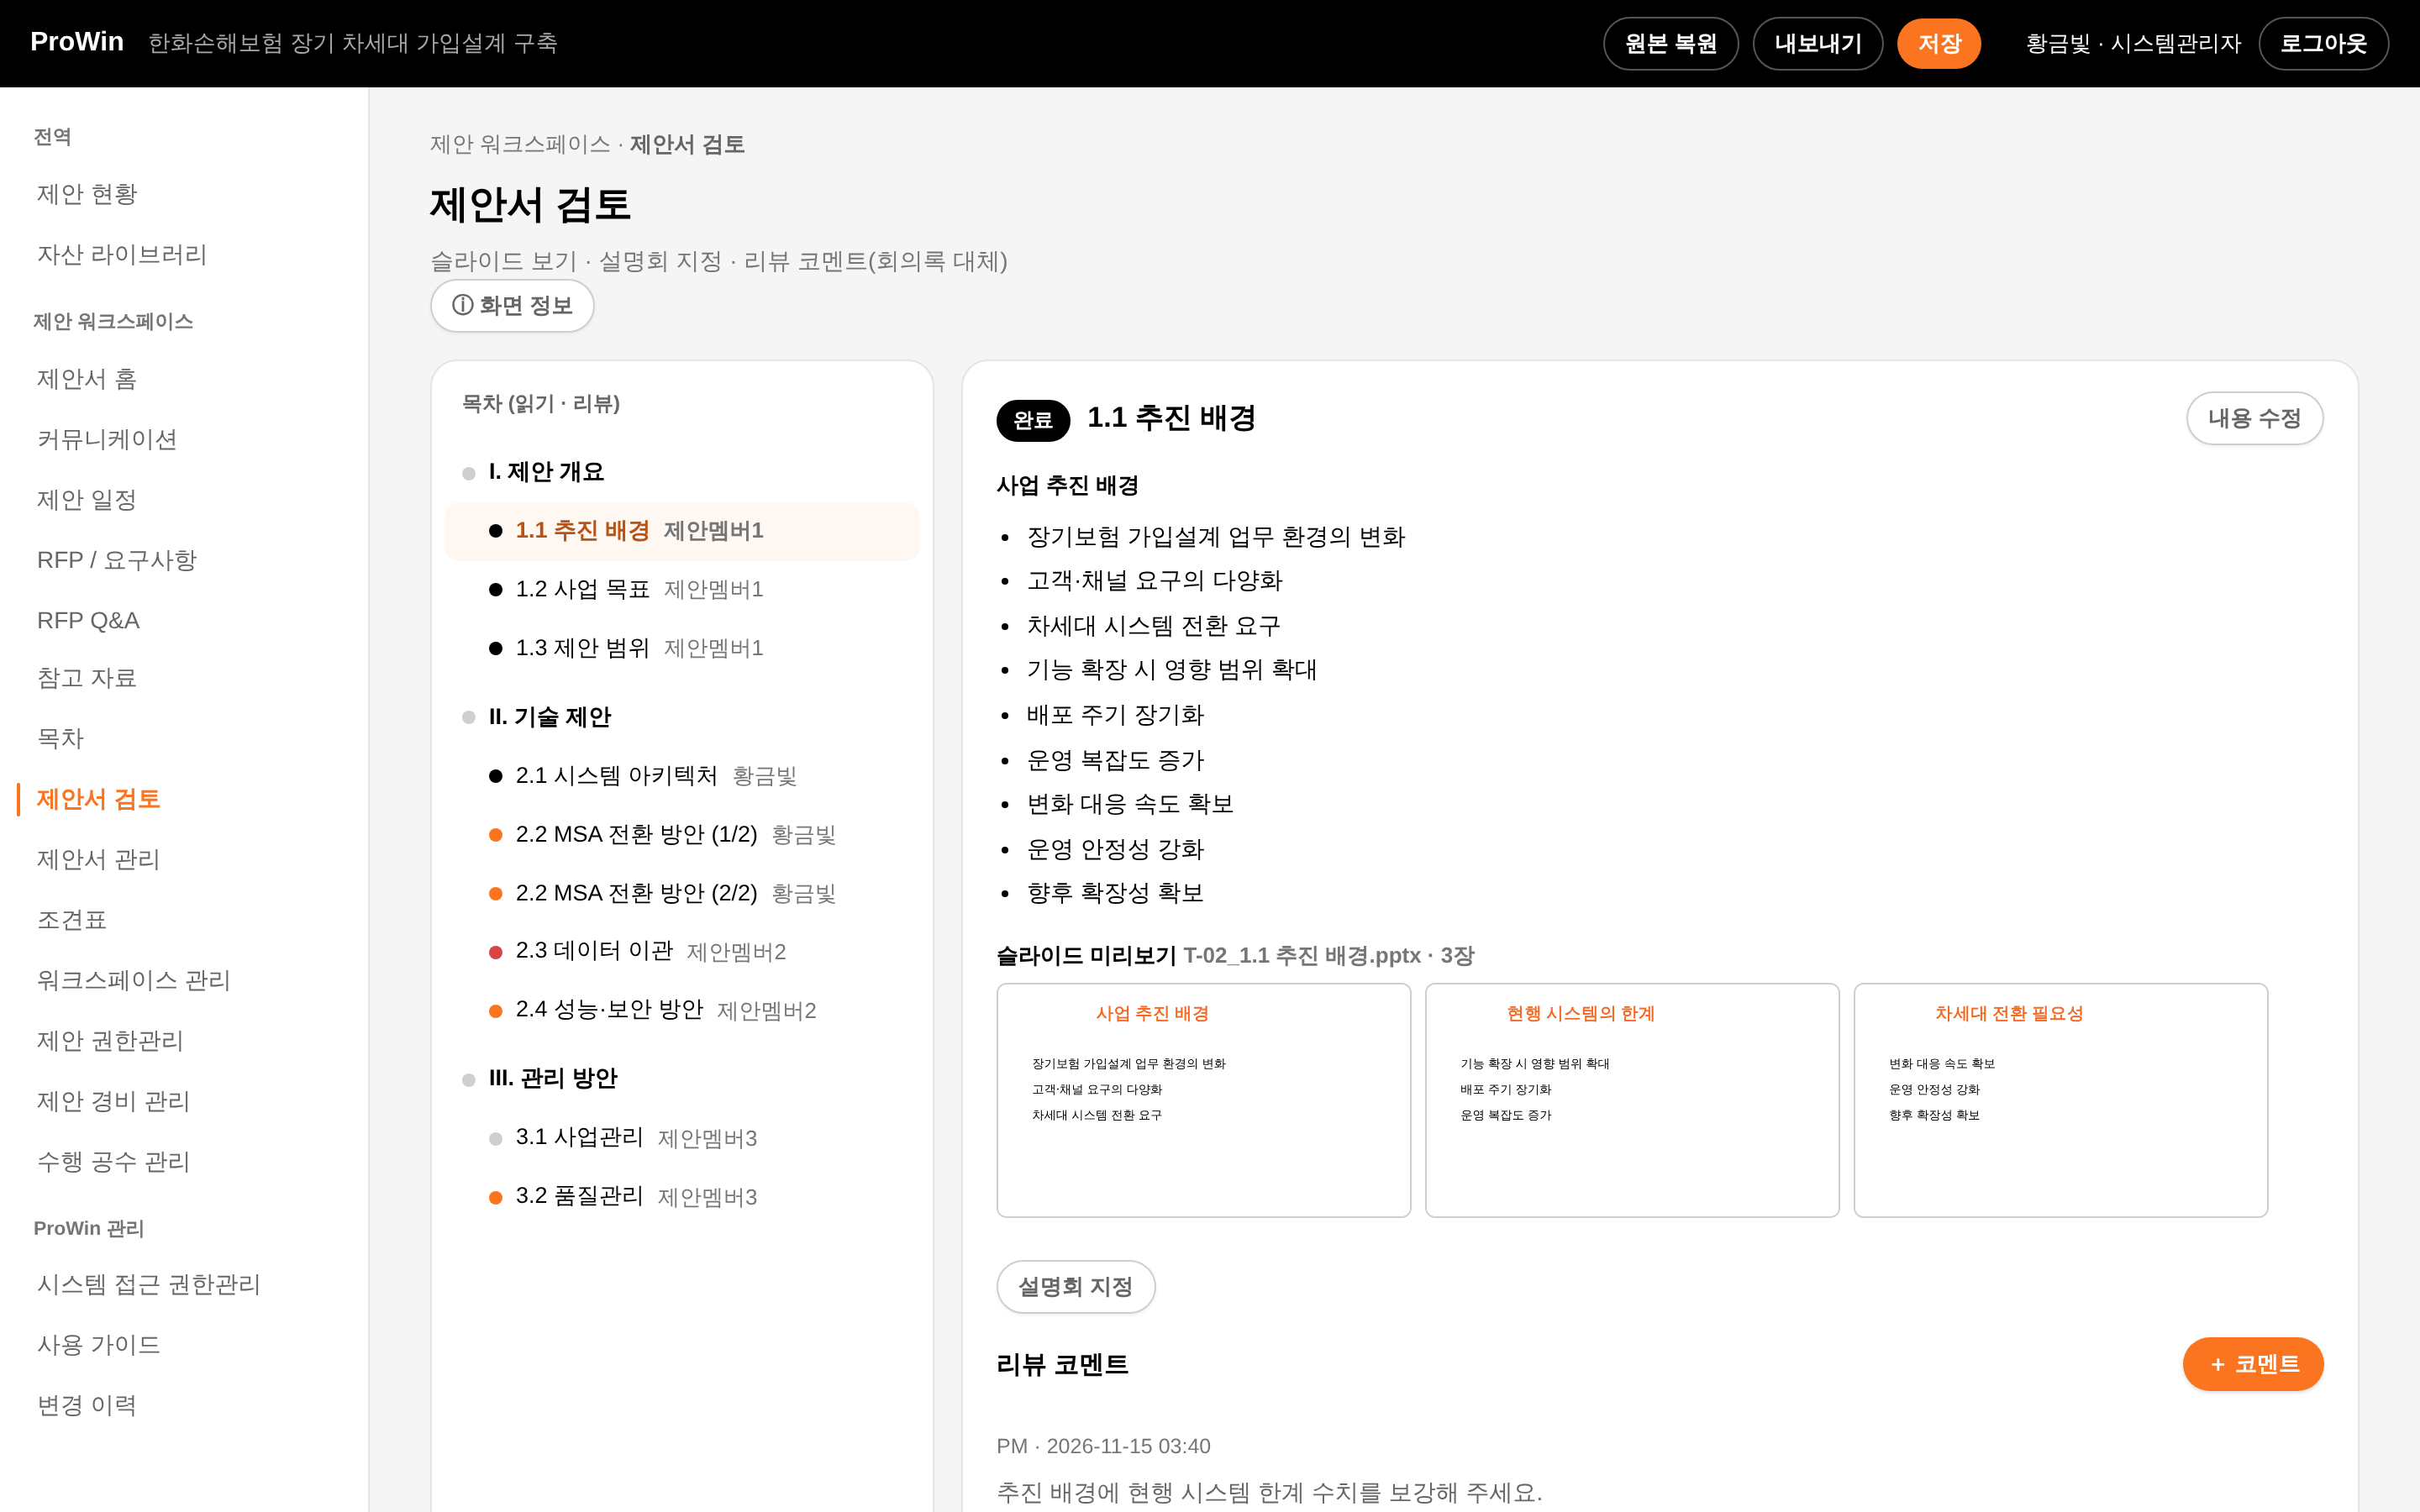 ProWin 한화손해보험 장기 차세대 가입설계 구축
원본 복원 내보내기 저장 황금빛 · 시스템관리자 로그아웃
전역
제안 현황
자산 라이브러리
제안 워크스페이스
제안서 홈
커뮤니케이션
제안 일정
RFP / 요구사항
RFP Q&A
참고 자료
목차
제안서 검토
제안서 관리
조견표
워크스페이스 관리
제안 권한관리
제안 경비 관리
수행 공수 관리
ProWin 관리
시스템 접근 권한관리
사용 가이드
변경 이력
제안 워크스페이스 · 제안서 검토
제안서 검토
슬라이드 보기 · 설명회 지정 · 리뷰 코멘트(회의록 대체)
ⓘ 화면 정보
목차 (읽기 · 리뷰)
I. 제안 개요
1.1 추진 배경 제안멤버1
1.2 사업 목표 제안멤버1
1.3 제안 범위 제안멤버1
II. 기술 제안
2.1 시스템 아키텍처 황금빛
2.2 MSA 전환 방안 (1/2) 황금빛
2.2 MSA 전환 방안 (2/2) 황금빛
2.3 데이터 이관 제안멤버2
2.4 성능·보안 방안 제안멤버2
III. 관리 방안
3.1 사업관리 제안멤버3
3.2 품질관리 제안멤버3
완료 1.1 추진 배경 내용 수정
사업 추진 배경
• 장기보험 가입설계 업무 환경의 변화
• 고객·채널 요구의 다양화
• 차세대 시스템 전환 요구
• 기능 확장 시 영향 범위 확대
• 배포 주기 장기화
• 운영 복잡도 증가
• 변화 대응 속도 확보
• 운영 안정성 강화
• 향후 확장성 확보
슬라이드 미리보기 T-02_1.1 추진 배경.pptx · 3장
사업 추진 배경
장기보험 가입설계 업무 환경의 변화
고객·채널 요구의 다양화
차세대 시스템 전환 요구
현행 시스템의 한계
기능 확장 시 영향 범위 확대
배포 주기 장기화
운영 복잡도 증가
차세대 전환 필요성
변화 대응 속도 확보
운영 안정성 강화
향후 확장성 확보
설명회 지정
리뷰 코멘트 + 코멘트
PM · 2026-11-15 03:40
추진 배경에 현행 시스템 한계 수치를 보강해 주세요.